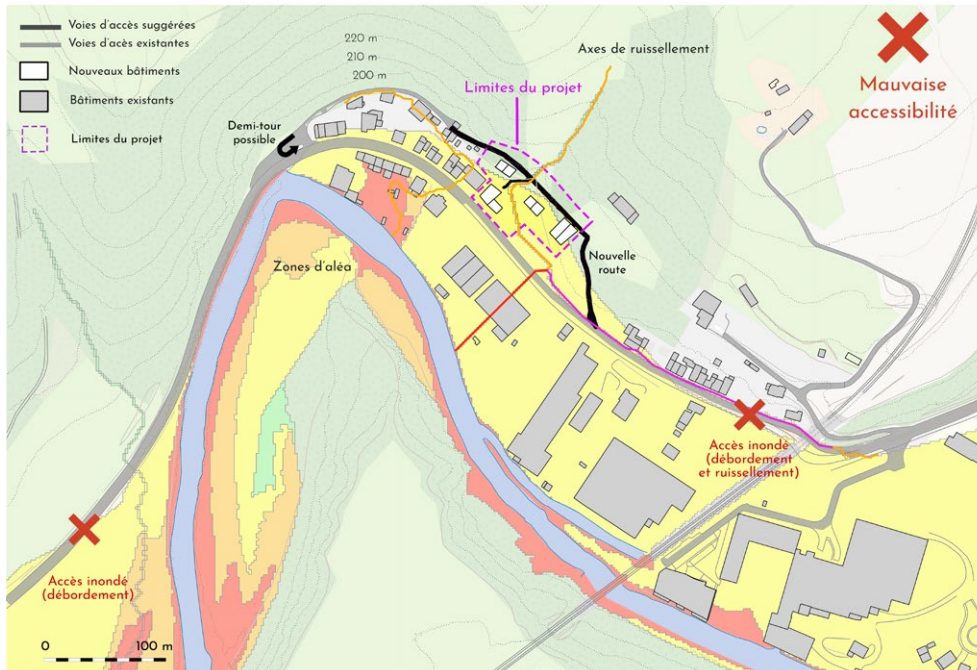 Voies d'accès suggérées
Voies d'acès existantes
Nouveaux bâtiments
Bâtiments existants
Limites du projet
220 m
210 m
200 m
Demi-tour
possible
Limites du projet
Axes de ruissellement
Mauvaise
accessibilité
Zones d'aléa
Nouvelle
route
Accès inondé
(débordement
et ruissellement)
Accès inondé
(débordement)
0
100 m